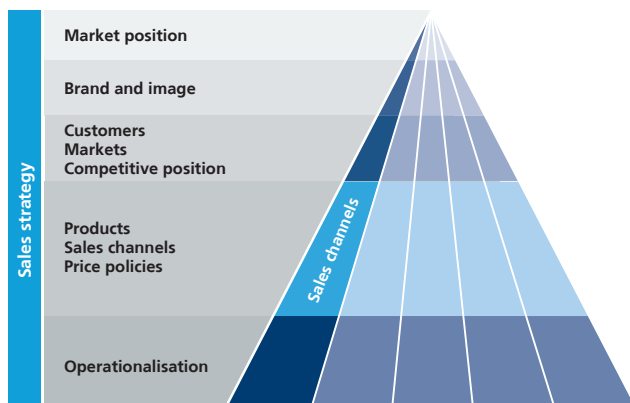 Sales strategy
Market position
Brand and image
Customers
Markets
Competitive position
Products
Sales channels
Price policies
Sales channels
Operationalisation